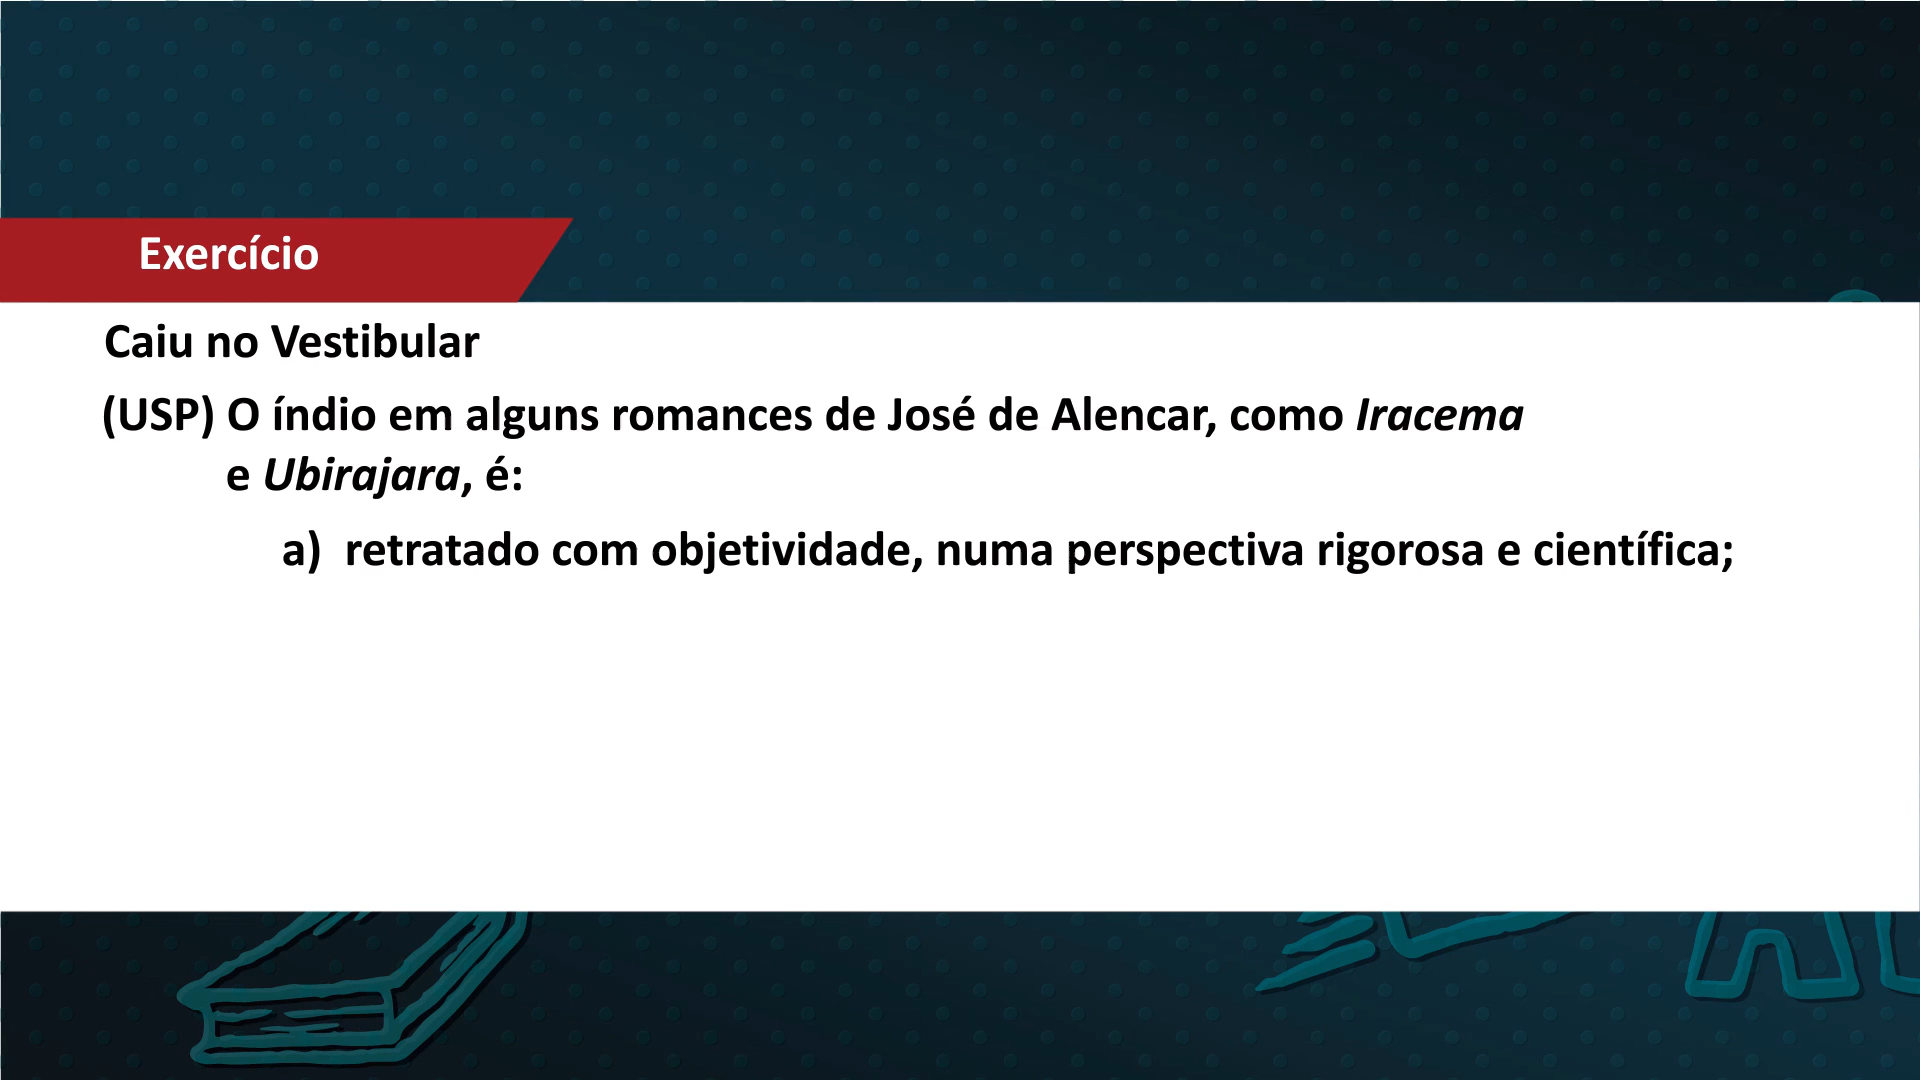 Exercício
Caiu no Vestibular
(USP) O índio em alguns romances de José de Alencar, como Iracema
e Ubirajara, é:
a) retratado com objetividade, numa perspectiva rigorosa e científica;